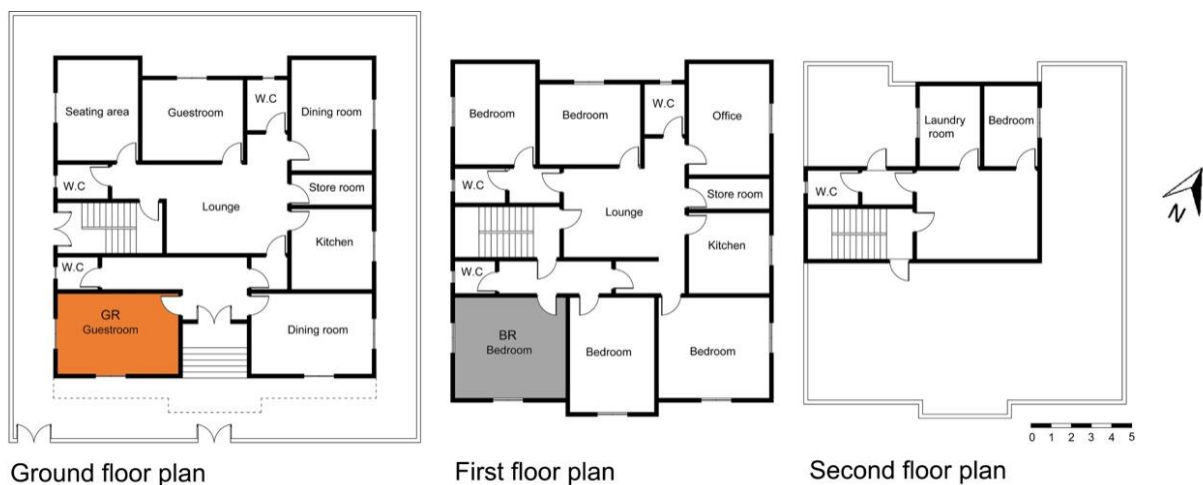 Seating area
Guestroom
W.C
Dining room
W.C
Lounge
Store room
Kitchen
W.C
GR
Guestroom
Dining room
Ground floor plan
Bedroom
Bedroom
W.C
Office
W.C
Store room
Lounge
Kitchen
W.C
BR
Bedroom
Bedroom
Bedroom
First floor plan
Laundry
room
Bedroom
W.C
N
0 1 2 3 4 5
Second floor plan